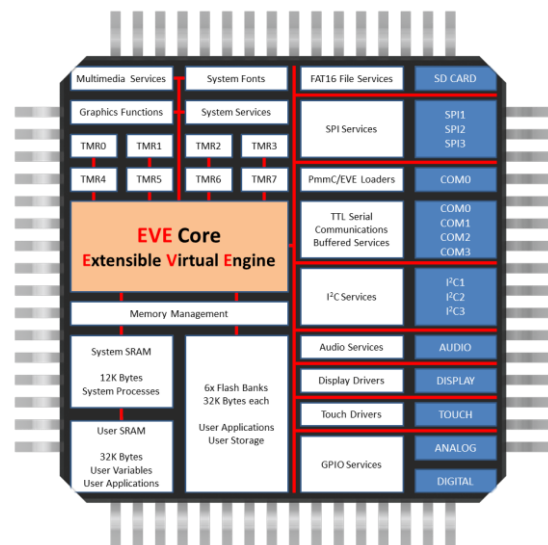 Multimedia Services
System Fonts
FAT16 File Services
SD CARD
Graphics Functions
System Services
SPI Services
SPI1
SPI2
SPI3
TMR0
TMR1
TMR2
TMR3
TMR4
TMR5
TMR6
TMR7
PmmC/EVE Loaders
COM0
EVE Core
Extensible Virtual Engine
TTL Serial
Communications
Buffered Services
COM0
COM1
COM2
COM3
I²C Services
I²C1
I²C2
I²C3
Memory Management
System SRAM
12K Bytes
System Processes
6x Flash Banks
32K Bytes each
User Applications
User Storage
User SRAM
32K Bytes
User Variables
User Applications
Audio Services
AUDIO
Display Drivers
DISPLAY
Touch Drivers
TOUCH
GPIO Services
ANALOG
DIGITAL